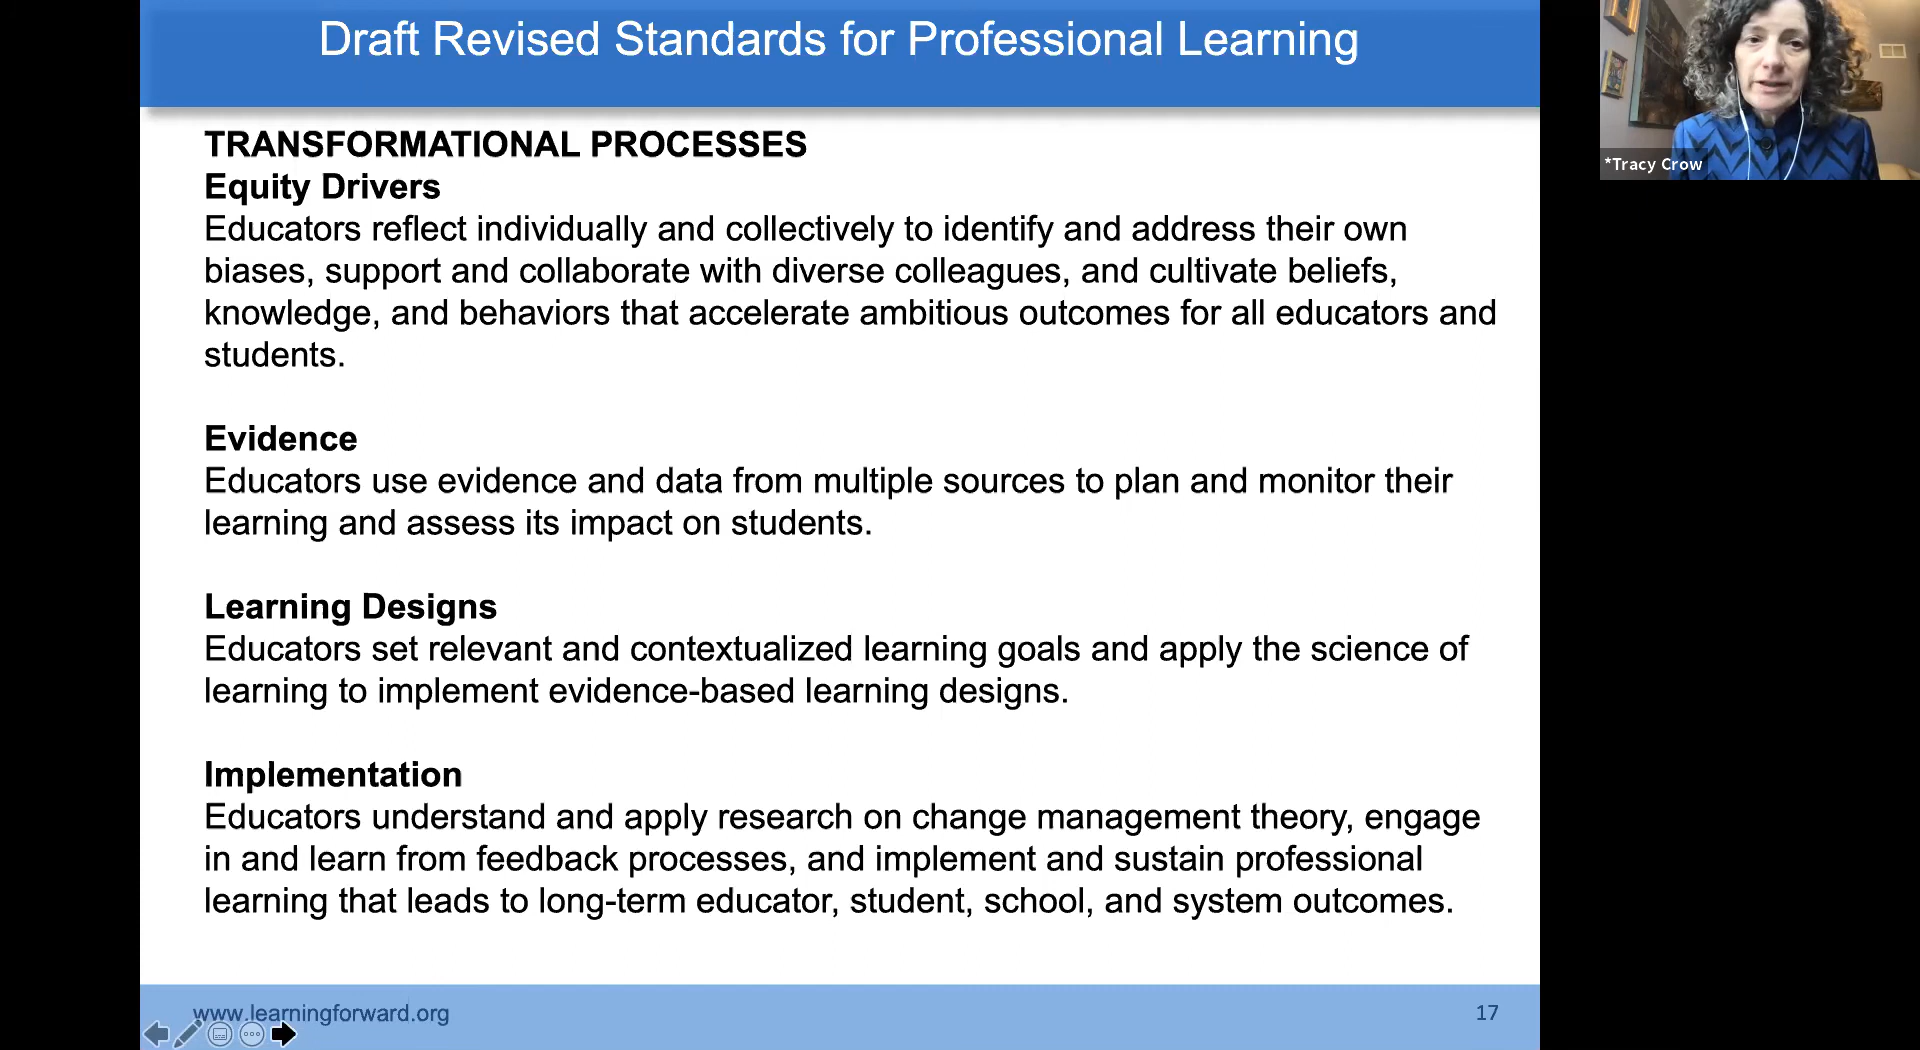 Draft Revised Standards for Professional Learning
*Tracy Crow
TRANSFORMATIONAL PROCESSES
Equity Drivers
Educators reflect individually and collectively to identify and address their own
biases, support and collaborate with diverse colleagues, and cultivate beliefs,
knowledge, and behaviors that accelerate ambitious outcomes for all educators and
students.
Evidence
Educators use evidence and data from multiple sources to plan and monitor their
learning and assess its impact on students.
Learning Designs
Educators set relevant and contextualized learning goals and apply the science of
learning to implement evidence-based learning designs.
Implementation
Educators understand and apply research on change management theory, engage
in and learn from feedback processes, and implement and sustain professional
learning that leads to long-term educator, student, school, and system outcomes.
www.learningforward.org
17